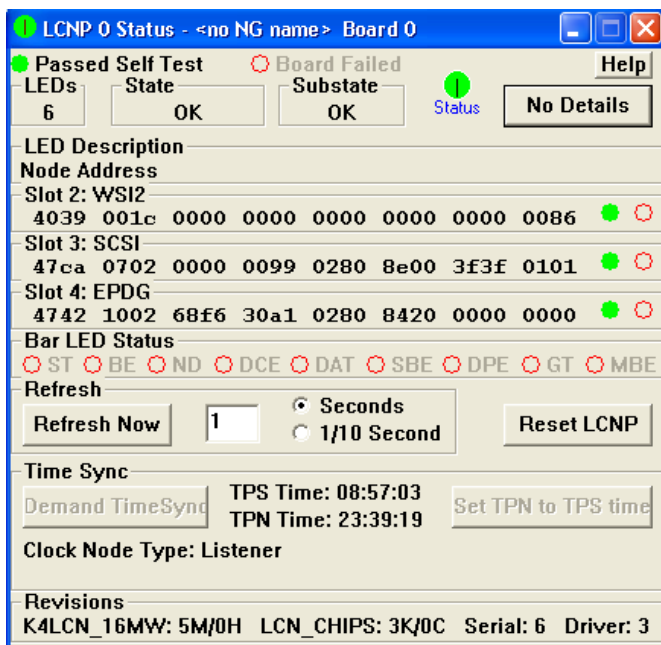 LCNP 0 Status - <no NG name> Board 0
Passed Self Test Board Failed Help
LEDs State Substate
6 OK OK Status No Details
LED Description
Node Address
Slot 2: WSI2
4039 001c 0000 0000 0000 0000 0000 0086
Slot 3: SCSI
47ca 0702 0000 0099 0280 8e00 3f3f 0101
Slot 4: EPDG
4742 1002 68f6 30a1 0280 8420 0000 0000
Bar LED Status
ST BE ND DCE DAT SBE DPE GT MBE
Refresh
Refresh Now 1 Seconds Reset LCNP
1/10 Second
Time Sync
Demand TimeSync TPS Time: 08:57:03 Set TPN to TPS time
TPN Time: 23:39:19
Clock Node Type: Listener
Revisions
K4LCN_16MW: 5M/0H LCN_CHIPS: 3K/0C Serial: 6 Driver: 3